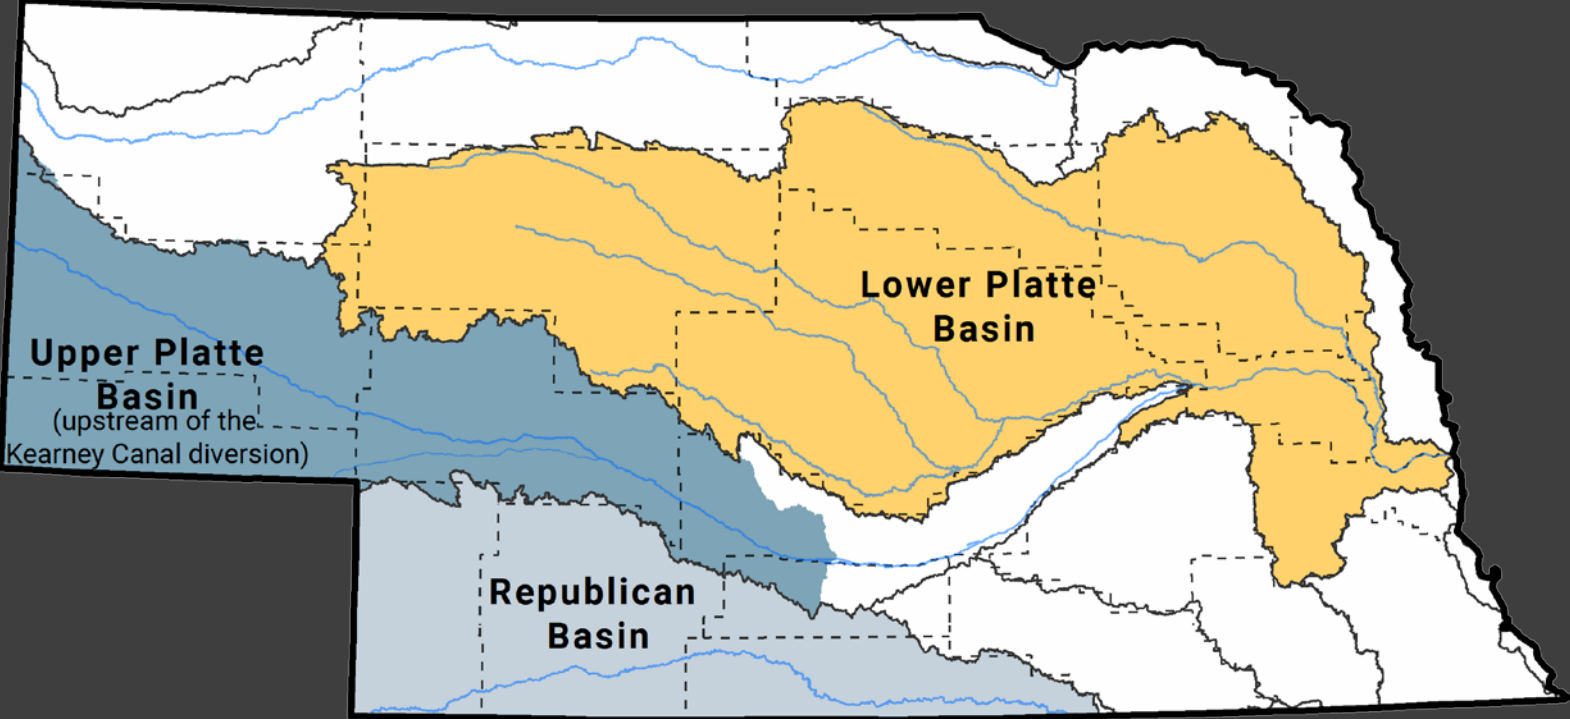 Lower Platte
Basin
Upper Platte
Basin
(upstream of the
Kearney Canal diversion)
Republican
Basin